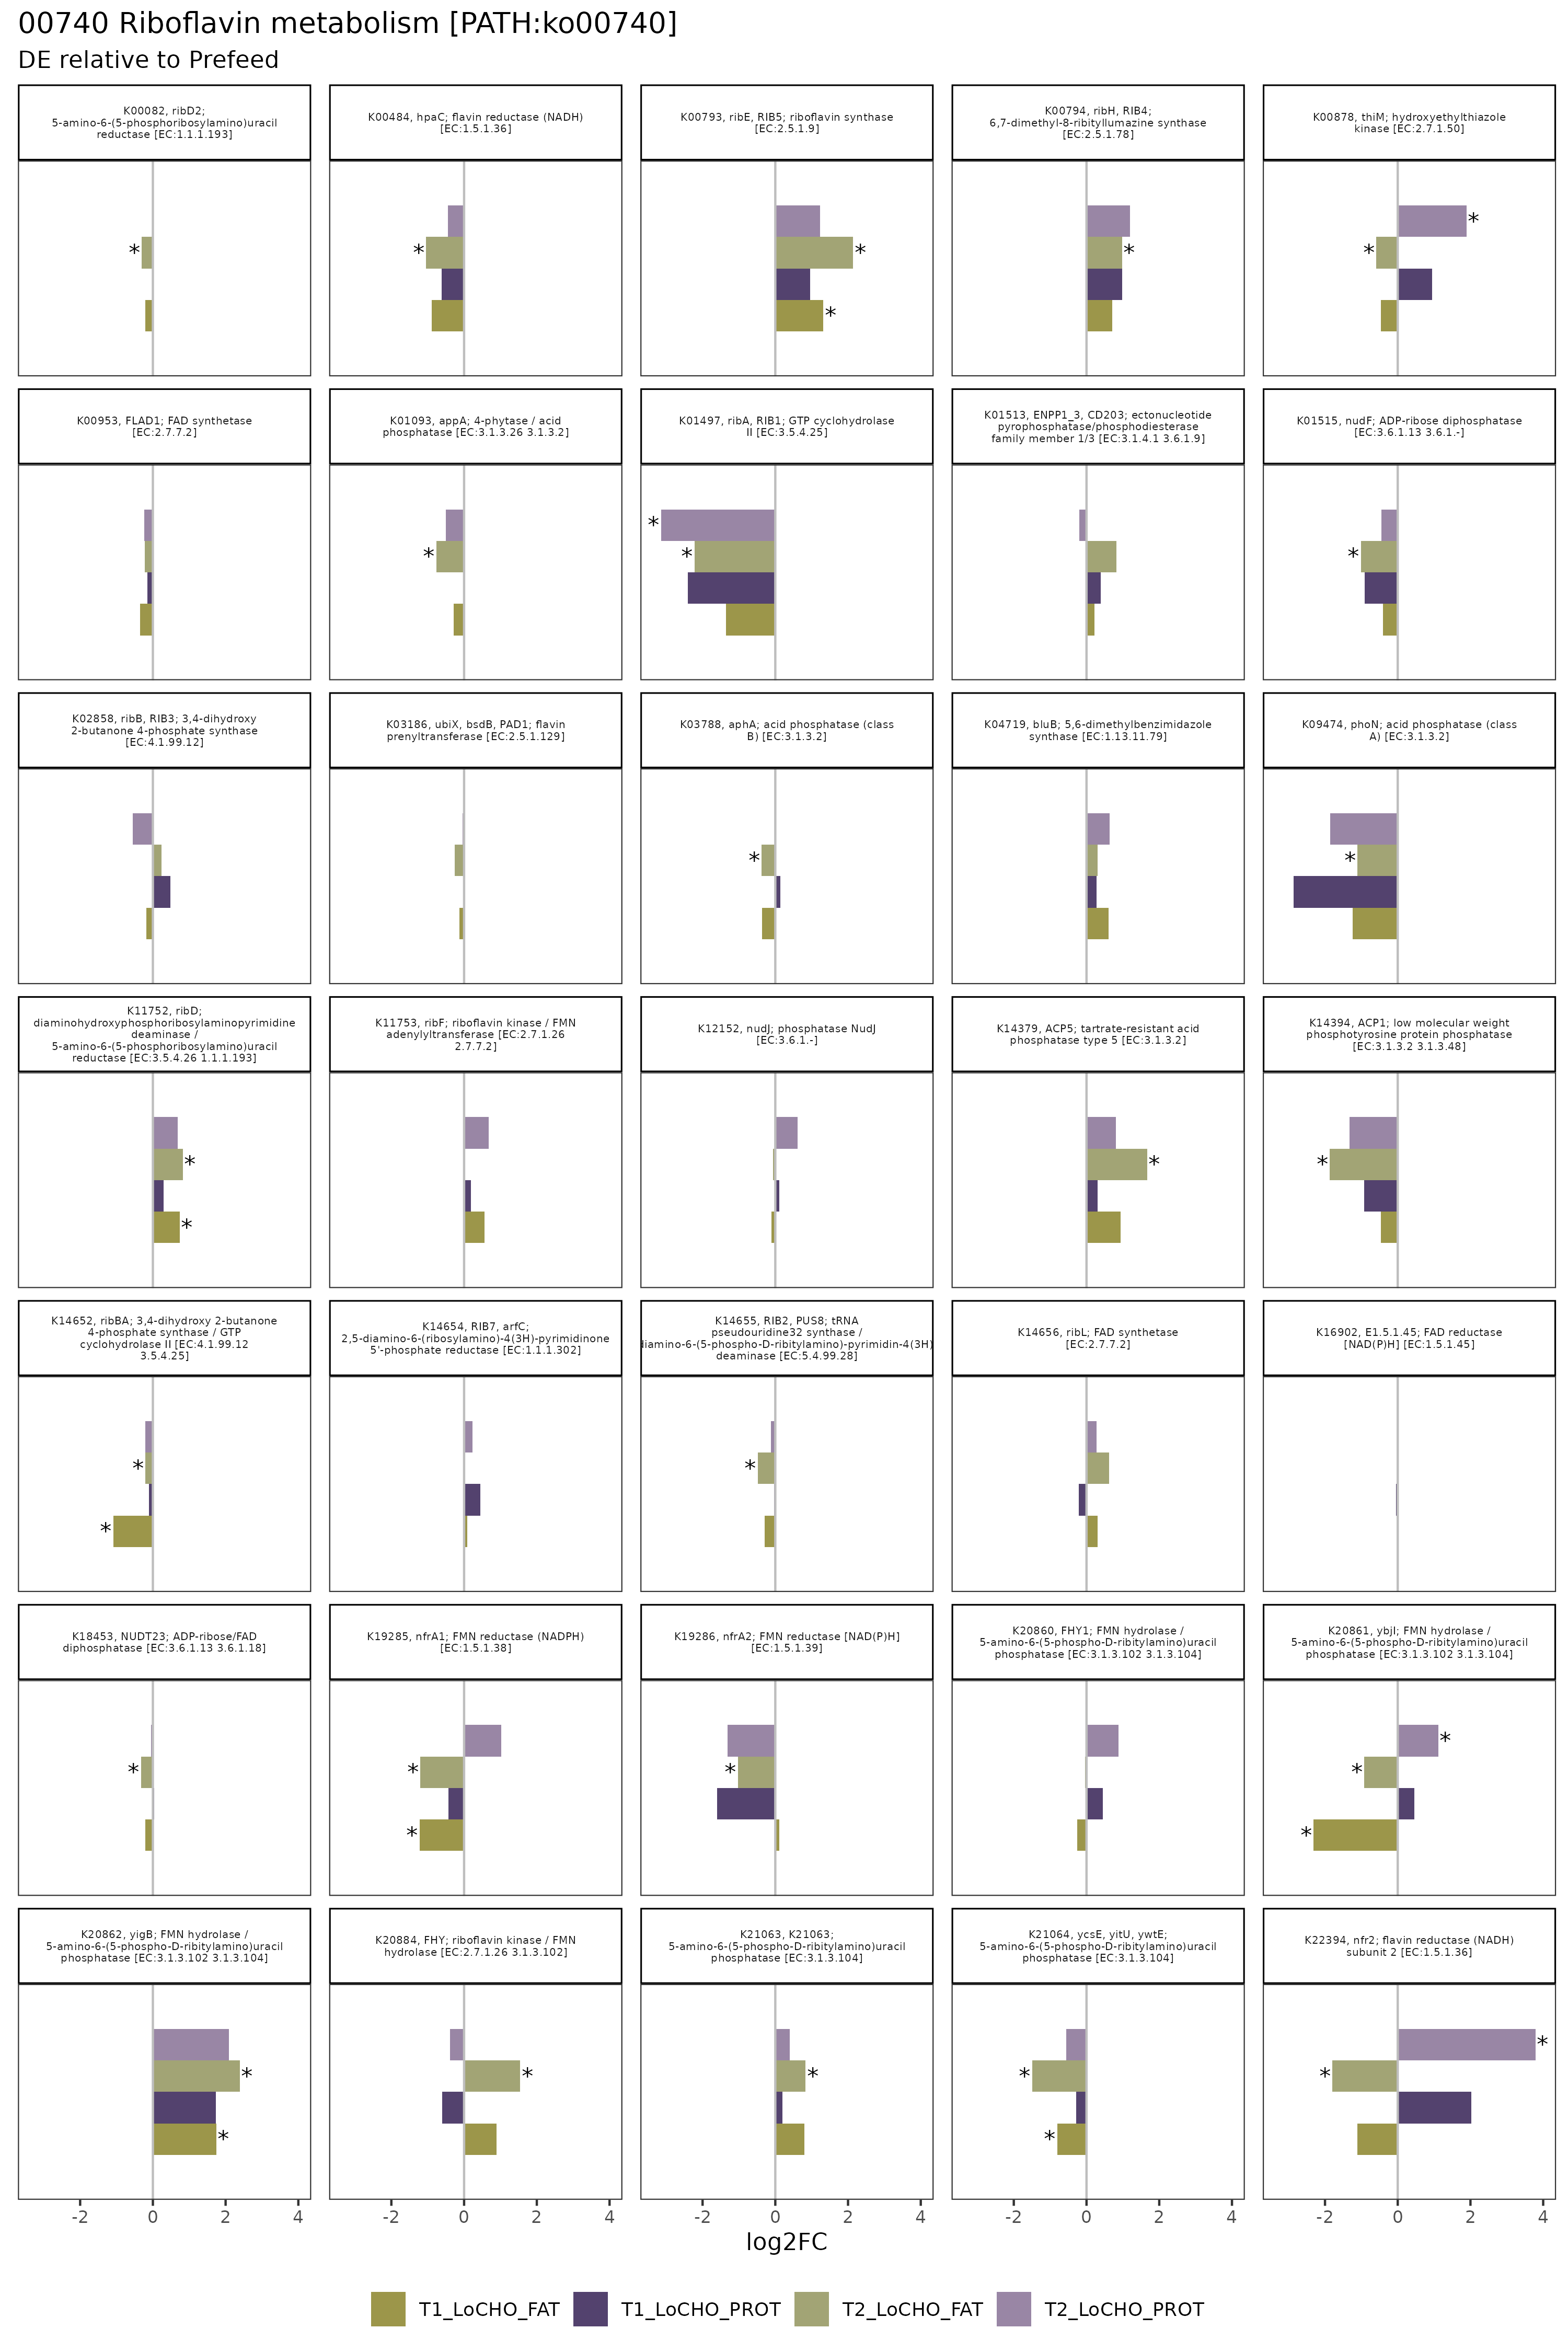 00740 Riboflavin metabolism [PATH:ko00740]
DE relative to Prefeed
K00082, ribD2;
5-amino-6-(5-phosphoribosylamino)uracil
reductase [EC:1.1.1.193]
K00484, hpaC; flavin reductase (NADH)
[EC:1.5.1.36]
K00793, ribE, RIB5; riboflavin synthase
[EC:2.5.1.9]
K00794, ribH, RIB4;
6,7-dimethyl-8-ribityllumazine synthase
[EC:2.5.1.78]
K00878, thiM; hydroxyethylthiazole
kinase [EC:2.7.1.50]
*
*
*
*
*
*
*
K00953, FLAD1; FAD synthetase
[EC:2.7.7.2]
K01093, appA; 4-phytase / acid
phosphatase [EC:3.1.3.26 3.1.3.2]
K01497, ribA, RIB1; GTP cyclohydrolase
II [EC:3.5.4.25]
K01513, ENPP1_3, CD203; ectonucleotide
pyrophosphatase/phosphodiesterase
family member 1/3 [EC:3.1.4.1 3.6.1.9]
K01515, nudF; ADP-ribose diphosphatase
[EC:3.6.1.13 3.6.1.-]
*
*
*
*
K02858, ribB, RIB3; 3,4-dihydroxy
2-butanone 4-phosphate synthase
[EC:4.1.99.12]
K03186, ubiX, bsdB, PAD1; flavin
prenyltransferase [EC:2.5.1.129]
K03788, aphA; acid phosphatase (class
B) [EC:3.1.3.2]
K04719, bluB; 5,6-dimethylbenzimidazole
synthase [EC:1.13.11.79]
K09474, phoN; acid phosphatase (class
A) [EC:3.1.3.2]
*
*
K11752, ribD;
diaminohydroxyphosphoribosylaminopyrimidine
deaminase /
5-amino-6-(5-phosphoribosylamino)uracil
reductase [EC:3.5.4.26 1.1.1.193]
K11753, ribF; riboflavin kinase / FMN
adenylyltransferase [EC:2.7.1.26
2.7.7.2]
K12152, nudJ; phosphatase NudJ
[EC:3.6.1.-]
K14379, ACP5; tartrate-resistant acid
phosphatase type 5 [EC:3.1.3.2]
K14394, ACP1; low molecular weight
phosphotyrosine protein phosphatase
[EC:3.1.3.2 3.1.3.48]
*
*
*
*
K14652, ribBA; 3,4-dihydroxy 2-butanone
4-phosphate synthase / GTP
cyclohydrolase II [EC:4.1.99.12
3.5.4.25]
K14654, RIB7, arfC;
2,5-diamino-6-(ribosylamino)-4(3H)-pyrimidinone
5'-phosphate reductase [EC:1.1.1.302]
K14655, RIB2, PUS8; tRNA
pseudouridine32 synthase /
diamino-6-(5-phospho-D-ribitylamino)-pyrimidin-4(3H)
deaminase [EC:5.4.99.28]
K14656, ribL; FAD synthetase
[EC:2.7.7.2]
K16902, E1.5.1.45; FAD reductase
[NAD(P)H] [EC:1.5.1.45]
*
*
*
K18453, NUDT23; ADP-ribose/FAD
diphosphatase [EC:3.6.1.13 3.6.1.18]
K19285, nfrA1; FMN reductase (NADPH)
[EC:1.5.1.38]
K19286, nfrA2; FMN reductase [NAD(P)H]
[EC:1.5.1.39]
K20860, FHY1; FMN hydrolase /
5-amino-6-(5-phospho-D-ribitylamino)uracil
phosphatase [EC:3.1.3.102 3.1.3.104]
K20861, ybjI; FMN hydrolase /
5-amino-6-(5-phospho-D-ribitylamino)uracil
phosphatase [EC:3.1.3.102 3.1.3.104]
*
*
*
*
*
*
*
K20862, yigB; FMN hydrolase /
5-amino-6-(5-phospho-D-ribitylamino)uracil
phosphatase [EC:3.1.3.102 3.1.3.104]
K20884, FHY; riboflavin kinase / FMN
hydrolase [EC:2.7.1.26 3.1.3.102]
K21063, K21063;
5-amino-6-(5-phospho-D-ribitylamino)uracil
phosphatase [EC:3.1.3.104]
K21064, ycsE, yitU, ywtE;
5-amino-6-(5-phospho-D-ribitylamino)uracil
phosphatase [EC:3.1.3.104]
K22394, nfr2; flavin reductase (NADH)
subunit 2 [EC:1.5.1.36]
*
*
*
*
*
*
*
*
-2 0 2 4
-2 0 2 4
-2 0 2 4
-2 0 2 4
-2 0 2 4
log2FC
T1_LoCHO_FAT T1_LoCHO_PROT T2_LoCHO_FAT T2_LoCHO_PROT